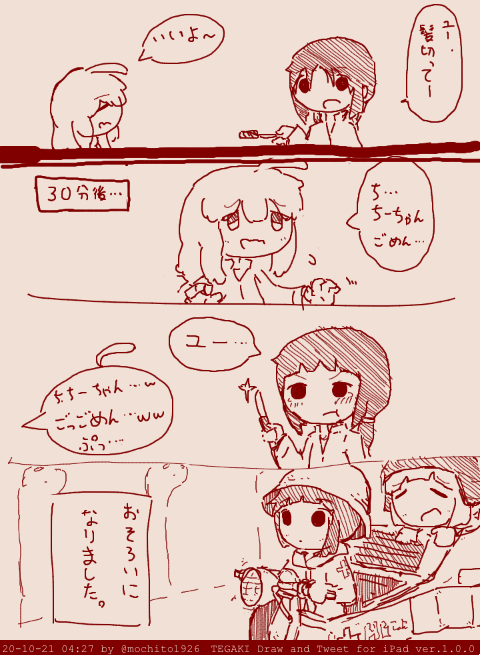 ユー、
髪切ってー
いいよ〜
30分後…
ち…
ちーちゃん
ごめん…
ユー…
ちちーちゃん…w
ごっごめん…ww
ぷっ…
おそろいに
なりました。
20-10-21 04:27 by @mochito1926 TEGAKI Draw and Tweet for iPad ver.1.0.0